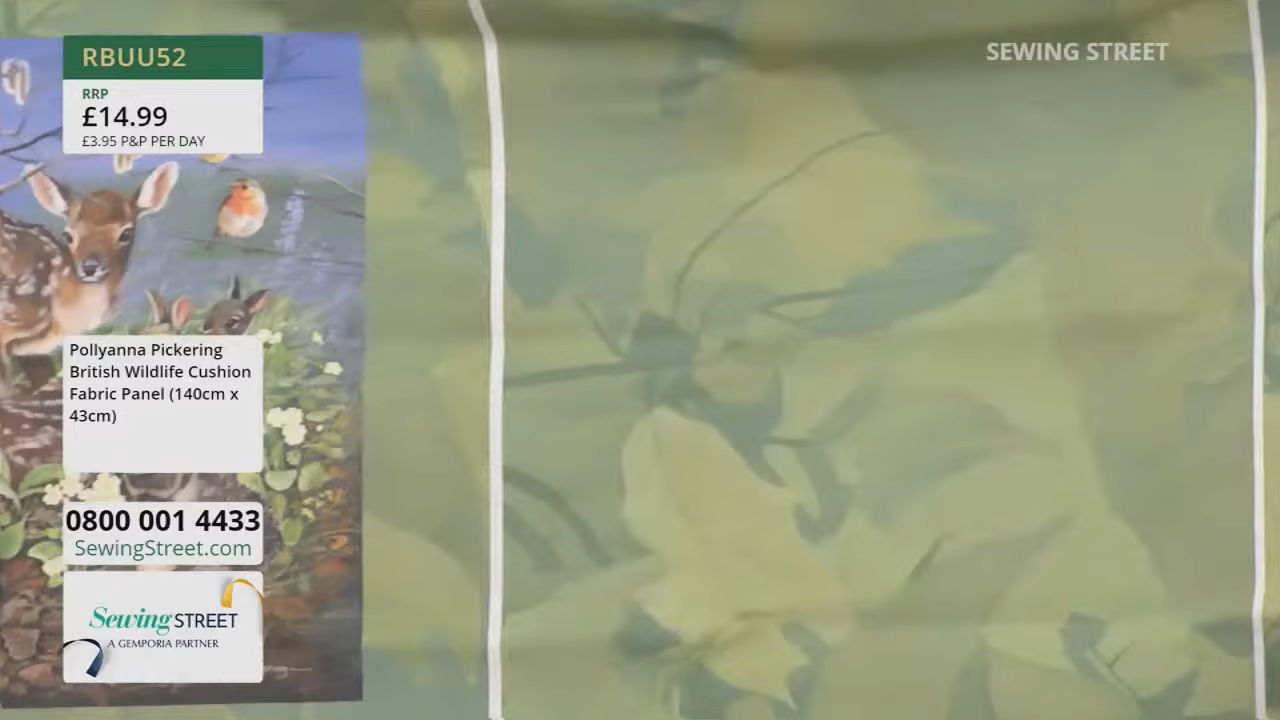 RBUU52
SEWING STREET
RRP
£14.99
£3.95 P&P PER DAY
Pollyanna Pickering
British Wildlife Cushion
Fabric Panel (140cm x
43cm)
0800 001 4433
SewingStreet.com
Sewing STREET
A GEMPORIA PARTNER